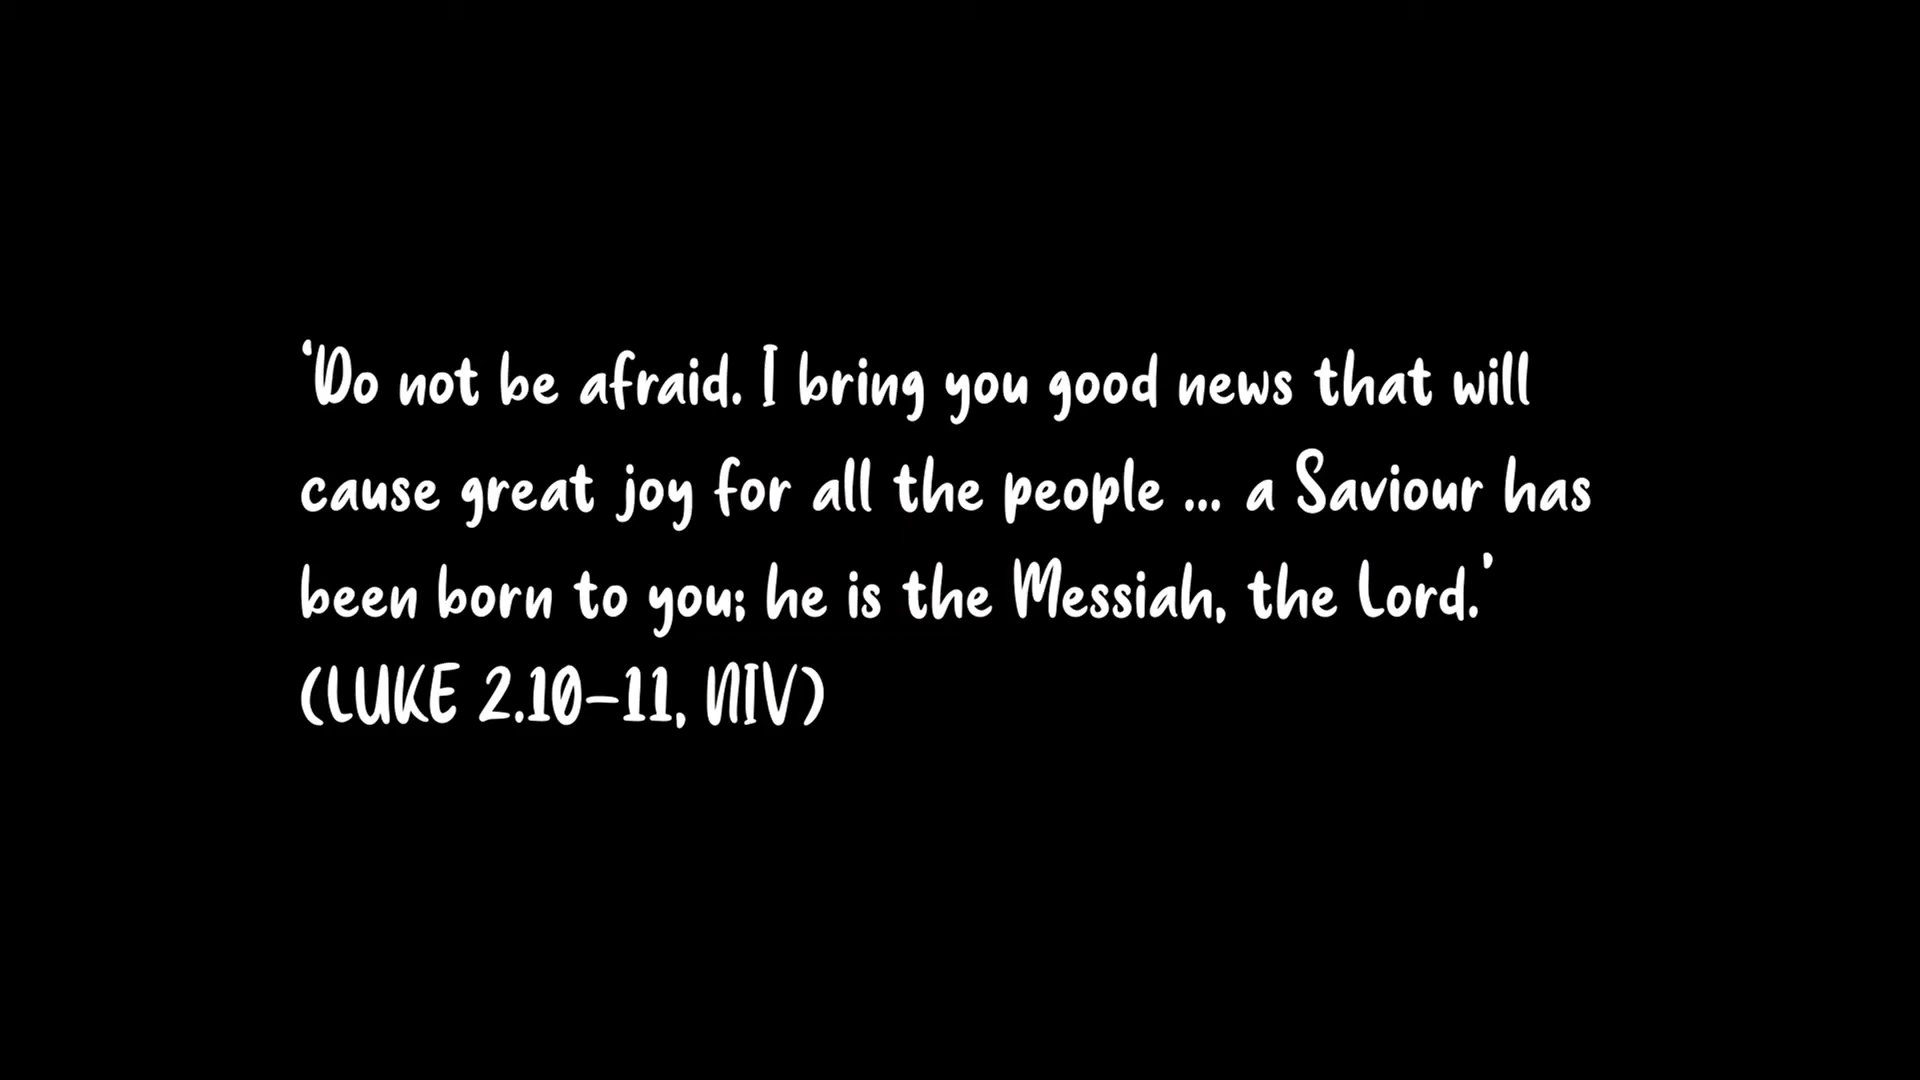 ‘Do not be afraid. I bring you good news that will
cause great joy for all the people ... a Saviour has
been born to you; he is the Messiah, the Lord.’
(LUKE 2.10–11, NIV)